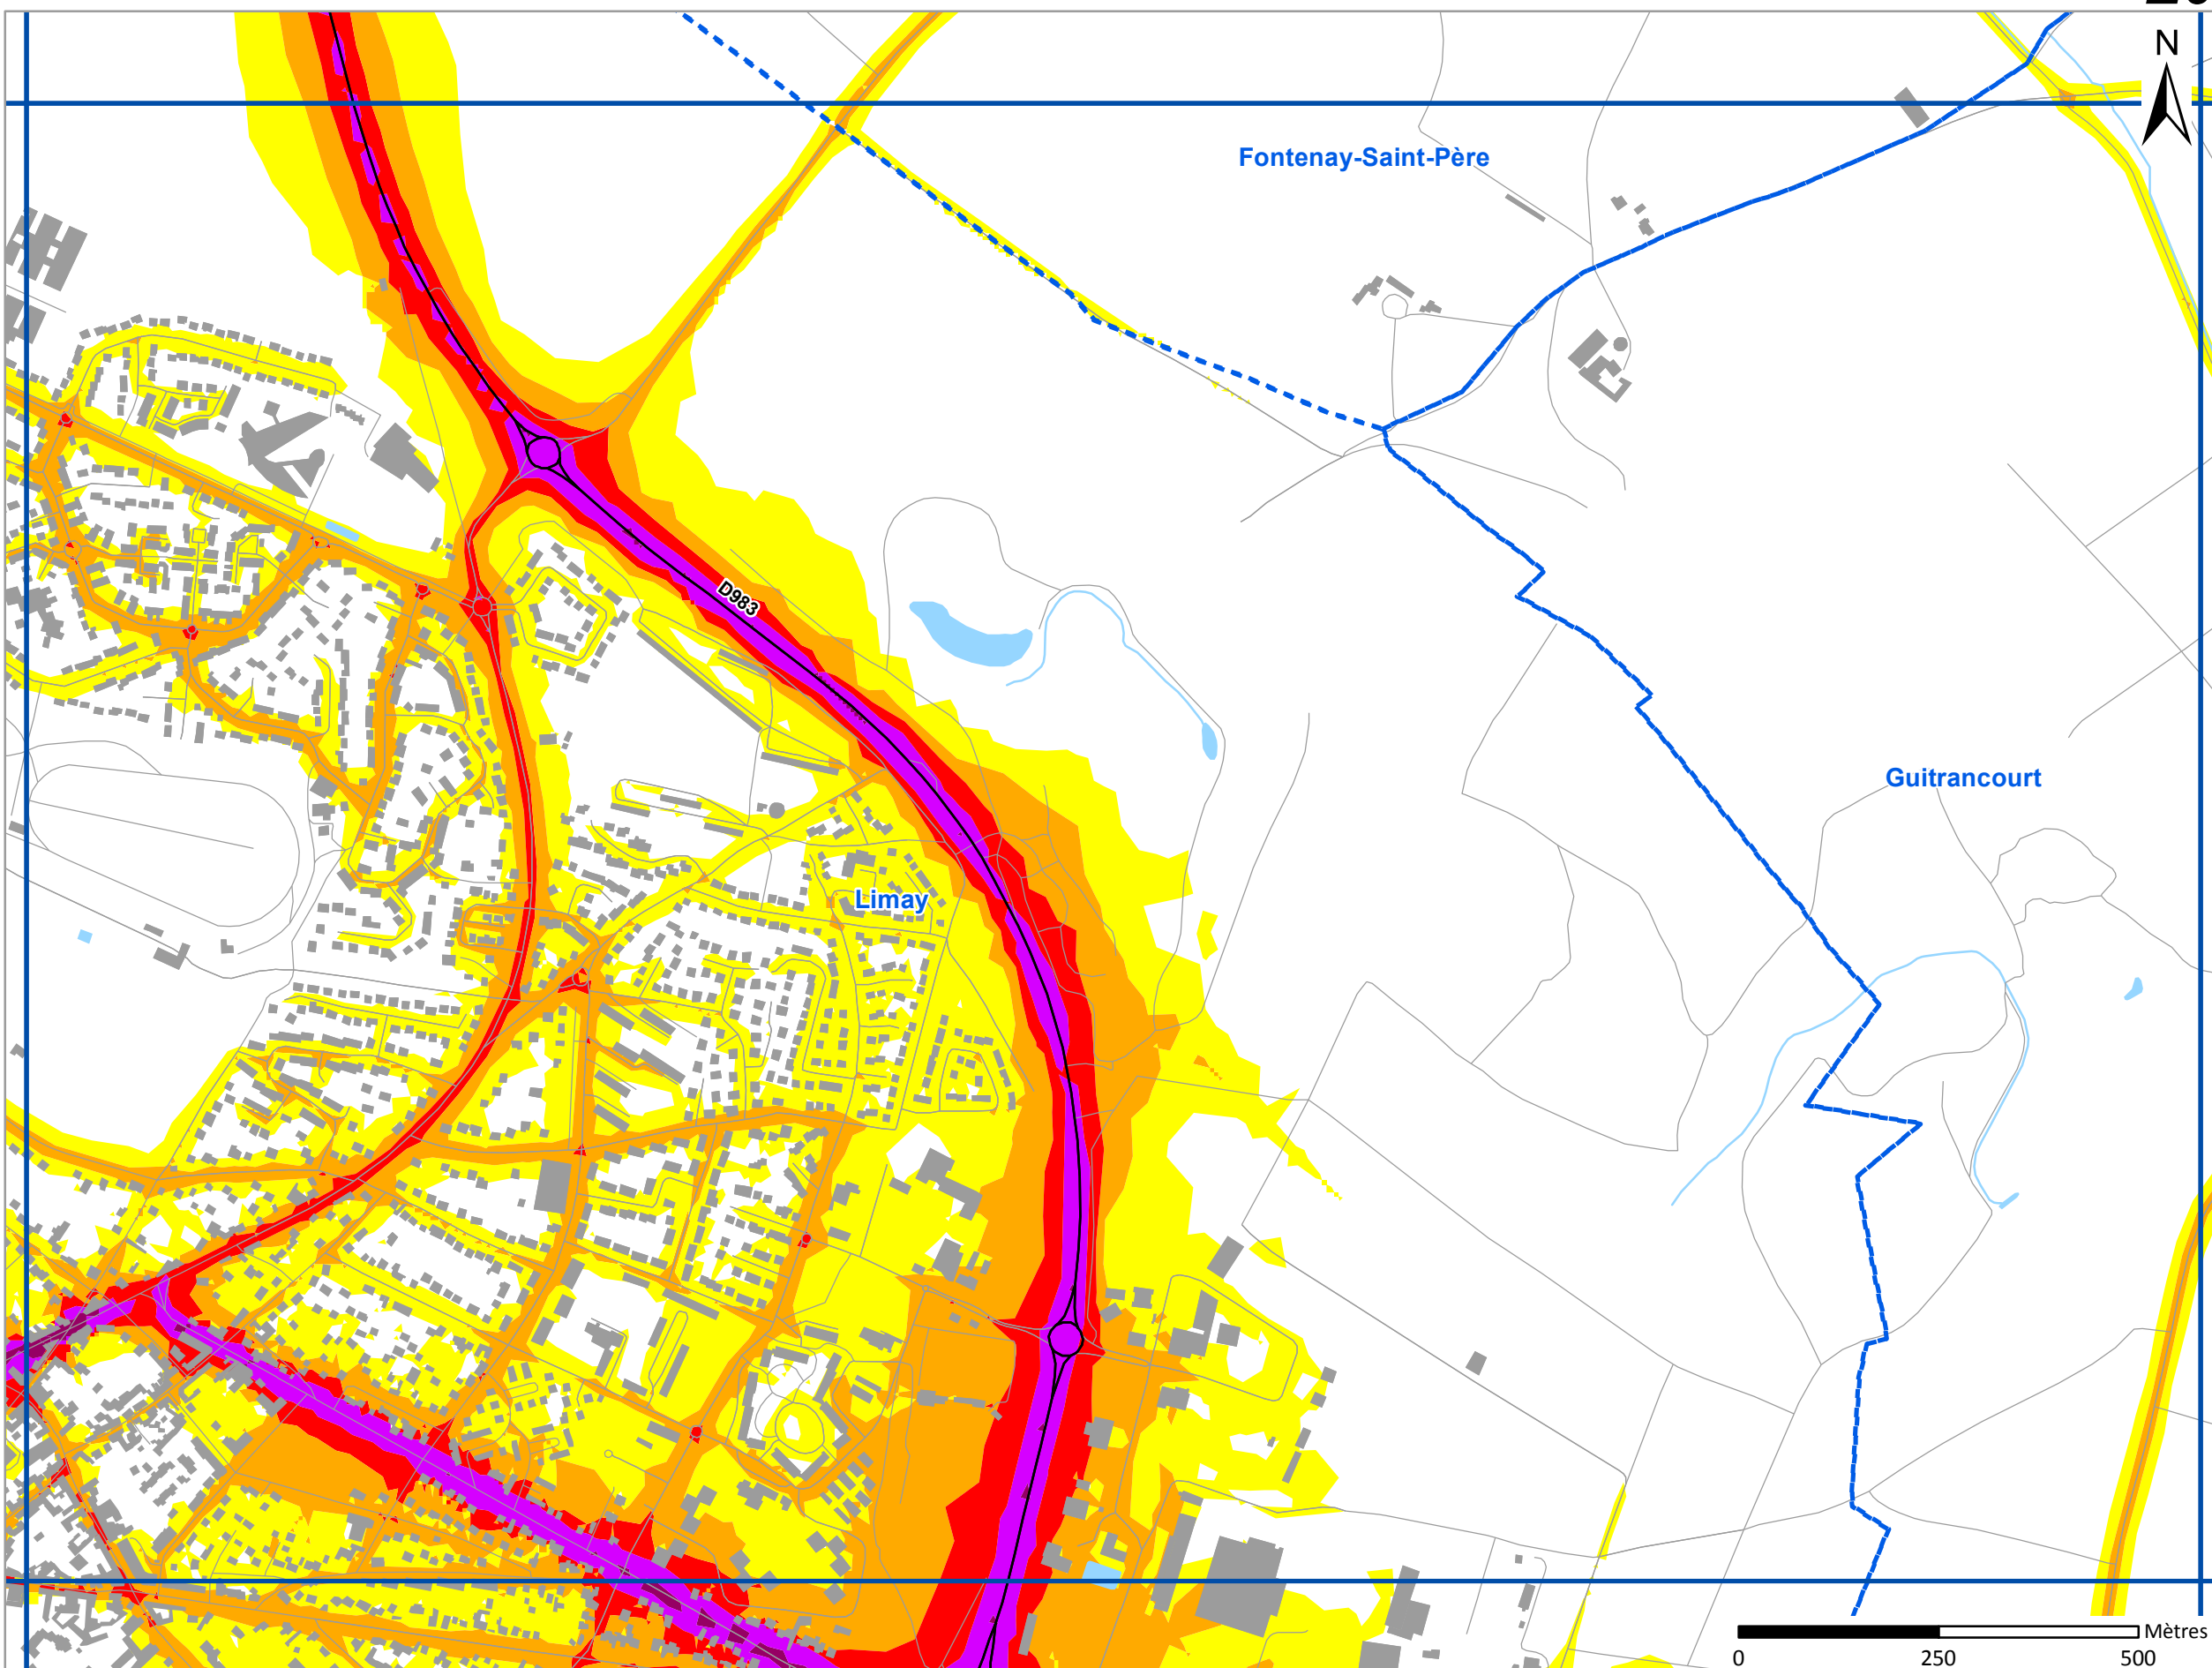 N
Fontenay-Saint-Père
D983
Guitrancourt
Limay
Mètres
0 250 500